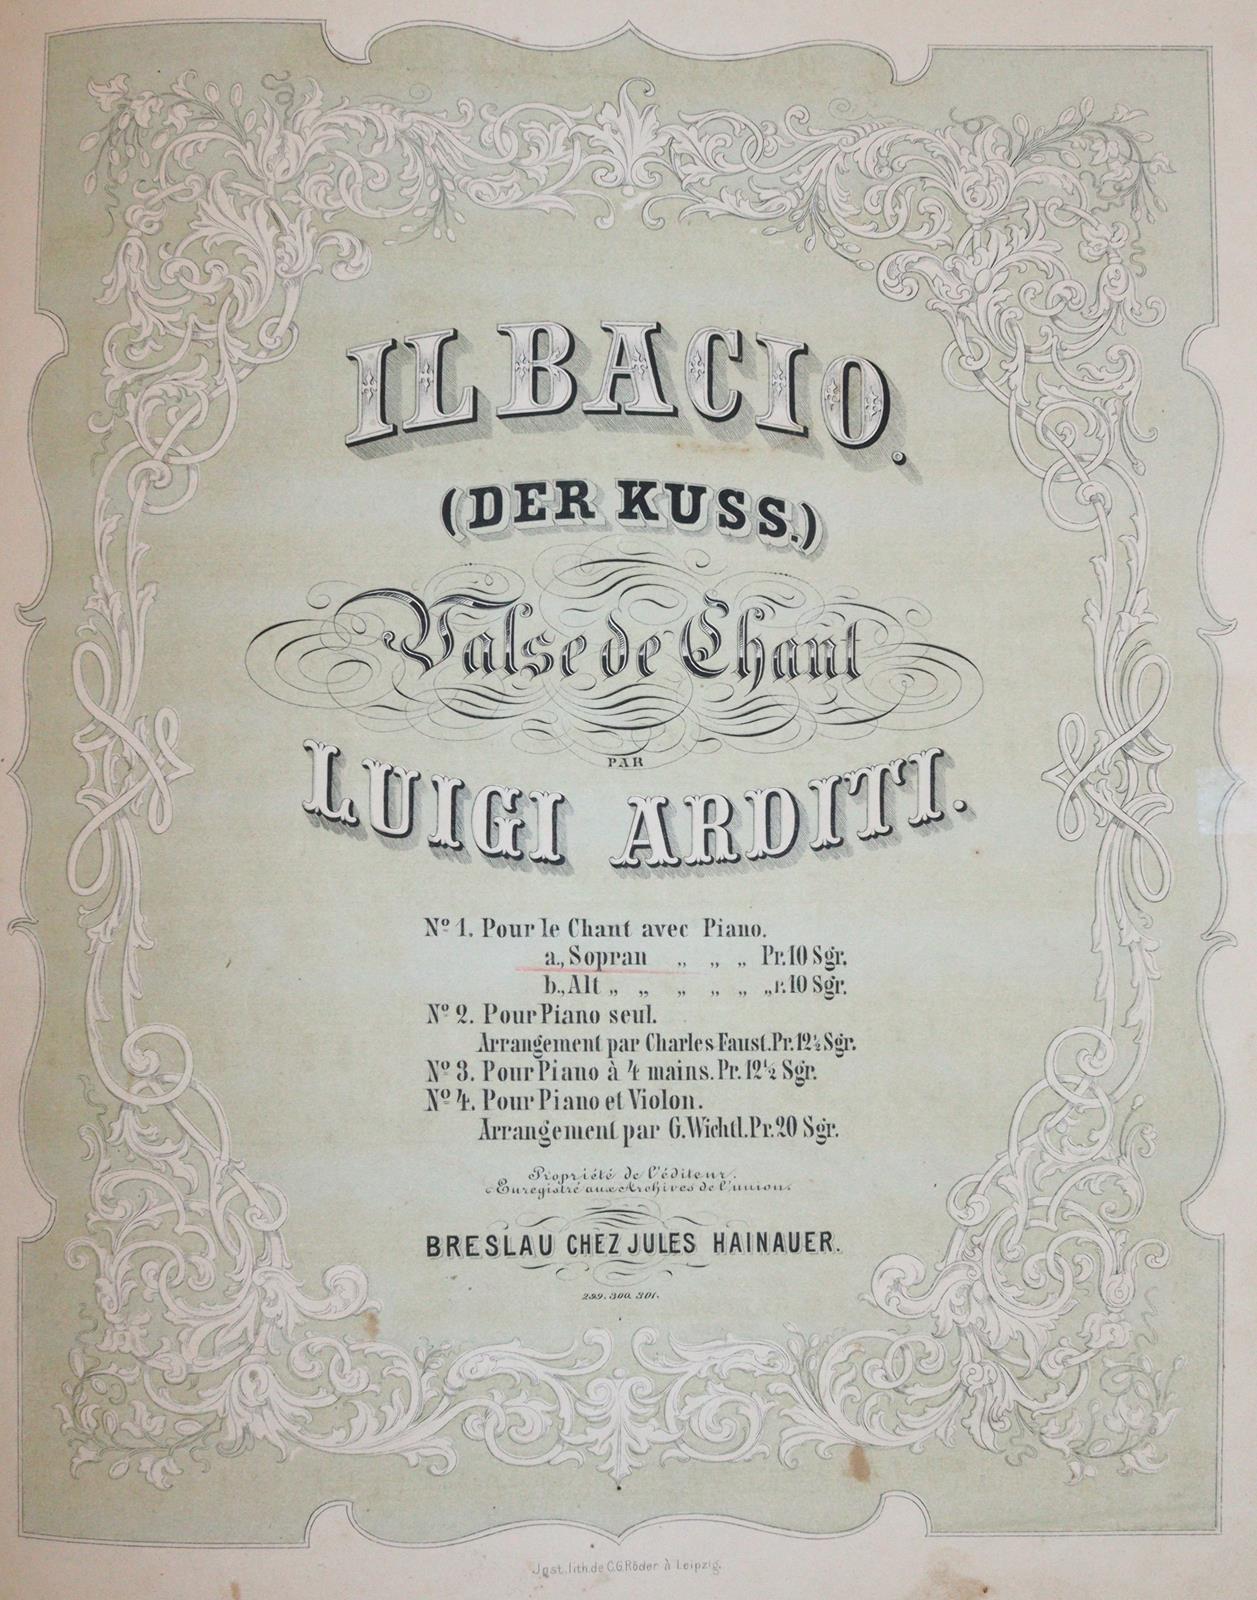 IL BACIO.
(DER KUSS.)
Valse de Chant
PAR
LUIGI ARDITI.
No 1. Pour le Chant avec Piano.
a., Sopran „ „ „ Pr. 10 Sgr.
b., Alt „ „ „ „ „ „r. 10 Sgr.
No 2. Pour Piano seul.
Arrangement par Charles Faust. Pr. 12½ Sgr.
No 3. Pour Piano à 4 mains. Pr. 12½ Sgr.
No 4. Pour Piano et Violon.
Arrangement par G. Wichtl. Pr. 20 Sgr.
Propriété de l'éditeur.
Enregistré aux Archives de l'union.
BRESLAU CHEZ JULES HAINAUER.
299. 300. 301.
Jnst. lith. de C.G. Röder à Leipzig.